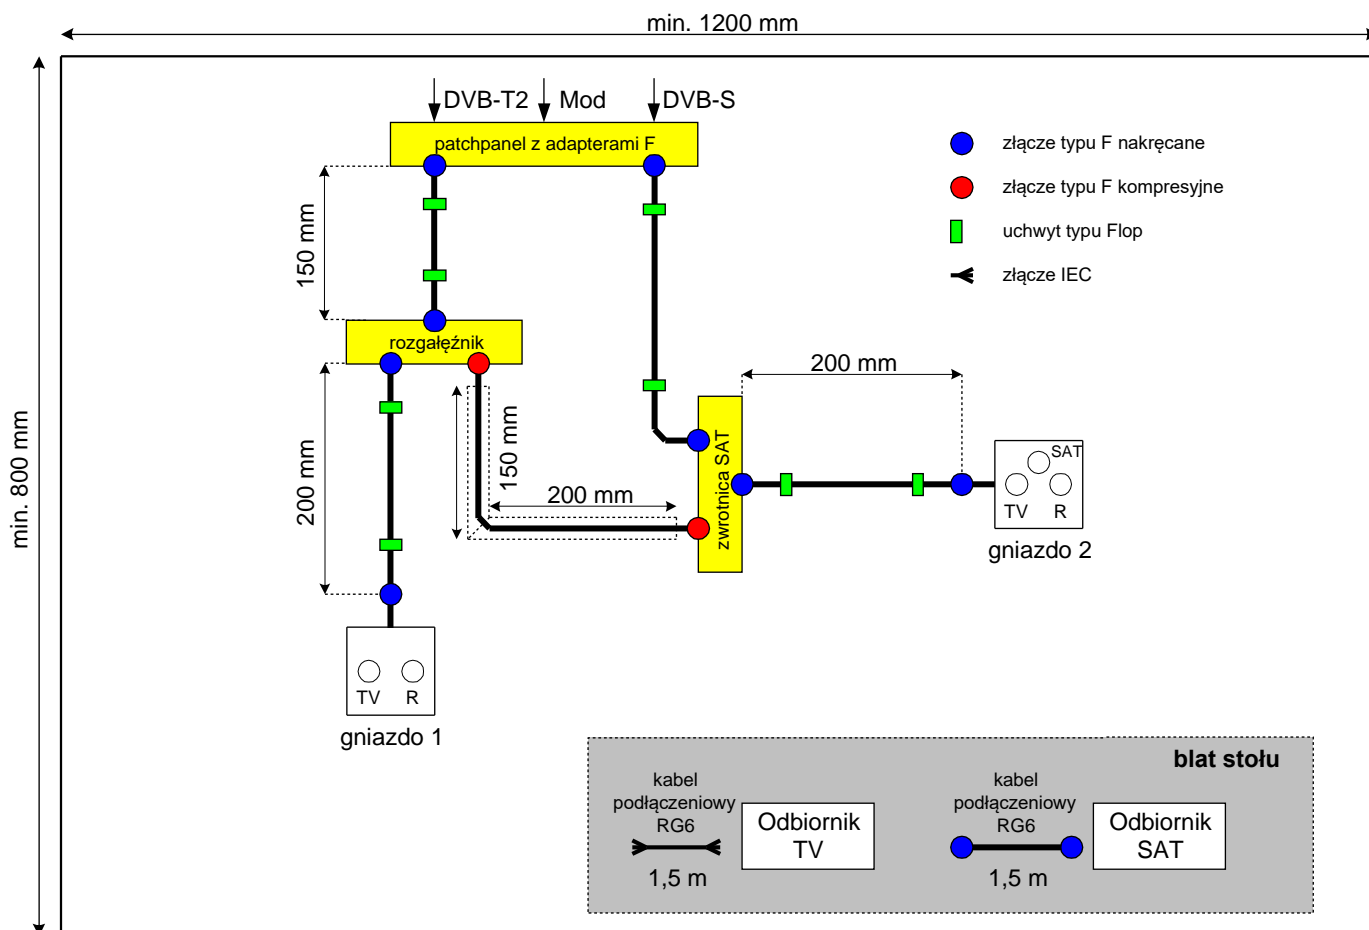 min. 1200 mm
DVB-T2
Mod
DVB-S
patchpanel z adapterami F
złącze typu F nakręcane
złącze typu F kompresyjne
uchwyt typu Flop
złącze IEC
150 mm
rozgałęźnik
200 mm
150 mm
200 mm
zwrotnica SAT
200 mm
SAT
TV
R
gniazdo 2
min. 800 mm
TV
R
gniazdo 1
blat stołu
kabel
podłączeniowy
RG6
1,5 m
Odbiornik
TV
kabel
podłączeniowy
RG6
1,5 m
Odbiornik
SAT